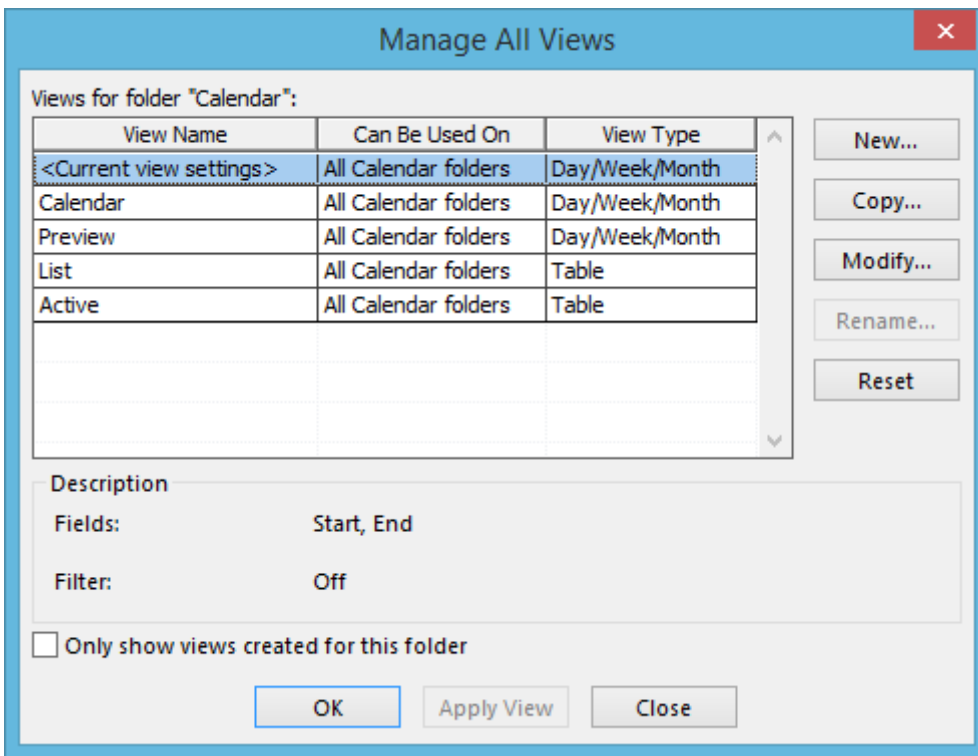 Manage All Views
Views for folder "Calendar":
View Name Can Be Used On View Type
<Current view settings> All Calendar folders Day/Week/Month
Calendar All Calendar folders Day/Week/Month
Preview All Calendar folders Day/Week/Month
List All Calendar folders Table
Active All Calendar folders Table
New...
Copy...
Modify...
Rename...
Reset
Description
Fields: Start, End
Filter: Off
Only show views created for this folder
OK Apply View Close